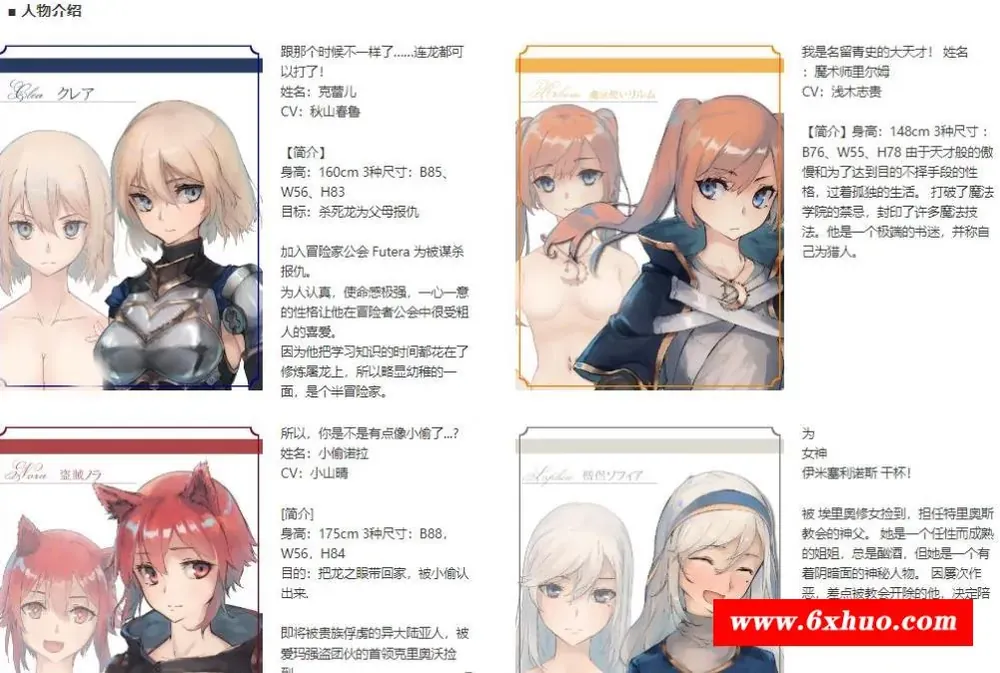 ■ 人物介绍
Clea クレア
跟那个时候不一样了……连龙都可
以打了！
姓名：克蕾儿
CV：秋山春鲁
【简介】
身高：160cm 3种尺寸：B85、
W56、H83
目标：杀死龙为父母报仇
加入冒险家公会 Futera 为被谋杀
报仇。
为人认真，使命感极强，一心一意
的性格让他在冒险者公会中很受粗
人的喜爱。
因为他把学习知识的时间都花在了
修炼屠龙上，所以略显幼稚的一
面，是个半冒险家。
魔術使いリルム
我是名留青史的大天才！ 姓名
：魔术师里尔姆
CV：浅木志贵
【简介】身高：148cm 3种尺寸：
B76、W55、H78 由于天才般的傲
慢和为了达到目的不择手段的性
格，过着孤独的生活。 打破了魔法
学院的禁忌，封印了许多魔法技
法。他是一个极端的书迷，并称自
己为猎人。
Nora 盗賊ノラ
所以，你是不是有点像小偷了...?
姓名：小偷诺拉
CV：小山晴
[简介]
身高：175cm 3种尺寸：B88，
W56，H84
目的：把龙之眼带回家，被小偷认
出来.
即将被贵族俘虏的异大陆亚人，被
爱玛强盗团伙的首领克里奥沃捡
到
僧侶ソフィア
为
女神
伊米塞利诺斯 干杯！
被 埃里奥修女捡到，担任特里奥斯
教会的神父。 她是一个任性而成熟
的姐姐，总是酗酒，但她是一个有
着阴暗面的神秘人物。 因屡次作
恶，差点被教会开除的他，决定陪
www.6xhuo.com